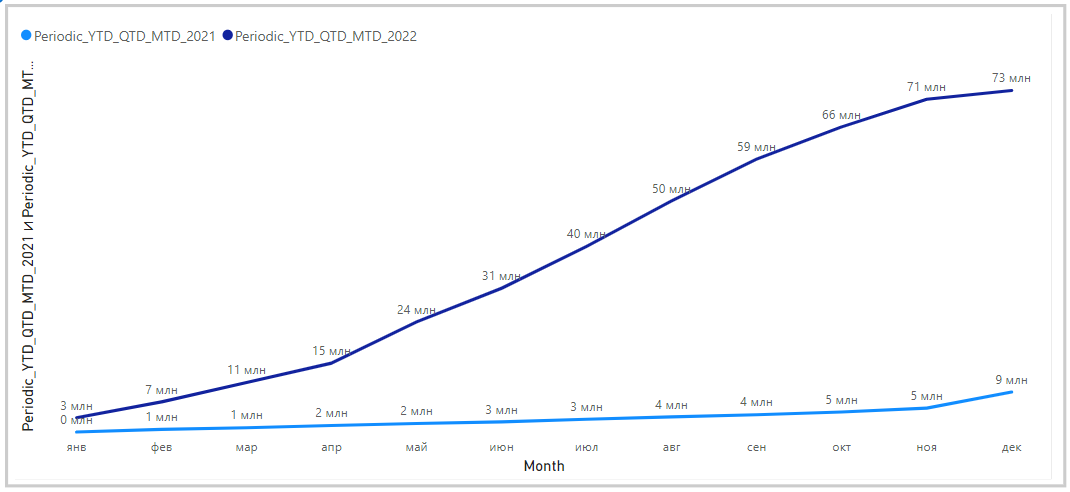 Periodic_YTD_QTD_MTD_2021 Periodic_YTD_QTD_MTD_2022
Periodic_YTD_QTD_MTD_2021 и Periodic_YTD_QTD_MT...
73 млн
71 млн
66 млн
59 млн
50 млн
40 млн
31 млн
24 млн
15 млн
11 млн
7 млн
3 млн
0 млн 1 млн 1 млн 2 млн 2 млн 3 млн 3 млн 4 млн 4 млн 5 млн 5 млн 9 млн
янв фев мар апр май июн июл авг сен окт ноя дек
Month